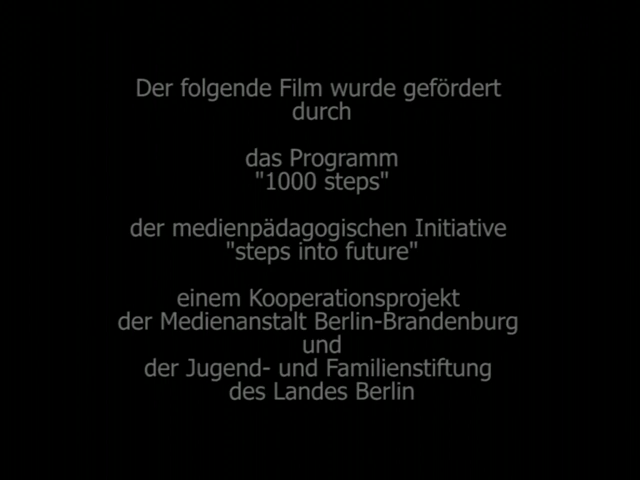 Der folgende Film wurde gefördert
durch
das Programm
"1000 steps"
der medienpädagogischen Initiative
"steps into future"
einem Kooperationsprojekt
der Medienanstalt Berlin-Brandenburg
und
der Jugend- und Familienstiftung
des Landes Berlin